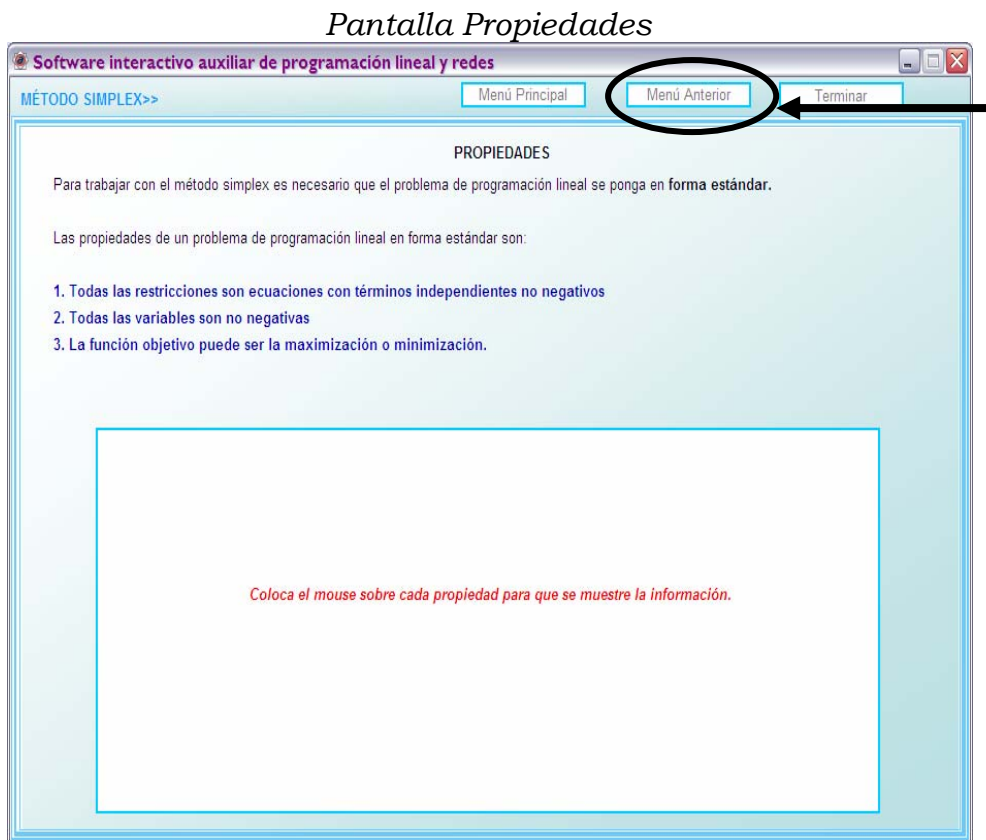 Pantalla Propiedades
Software interactivo auxiliar de programación lineal y redes
MÉTODO SIMPLEX>>
Menú Principal
Menú Anterior
Terminar
PROPIEDADES
Para trabajar con el método simplex es necesario que el problema de programación lineal se ponga en forma estándar.
Las propiedades de un problema de programación lineal en forma estándar son:
1. Todas las restricciones son ecuaciones con términos independientes no negativos
2. Todas las variables son no negativas
3. La función objetivo puede ser la maximización o minimización.
Coloca el mouse sobre cada propiedad para que se muestre la información.